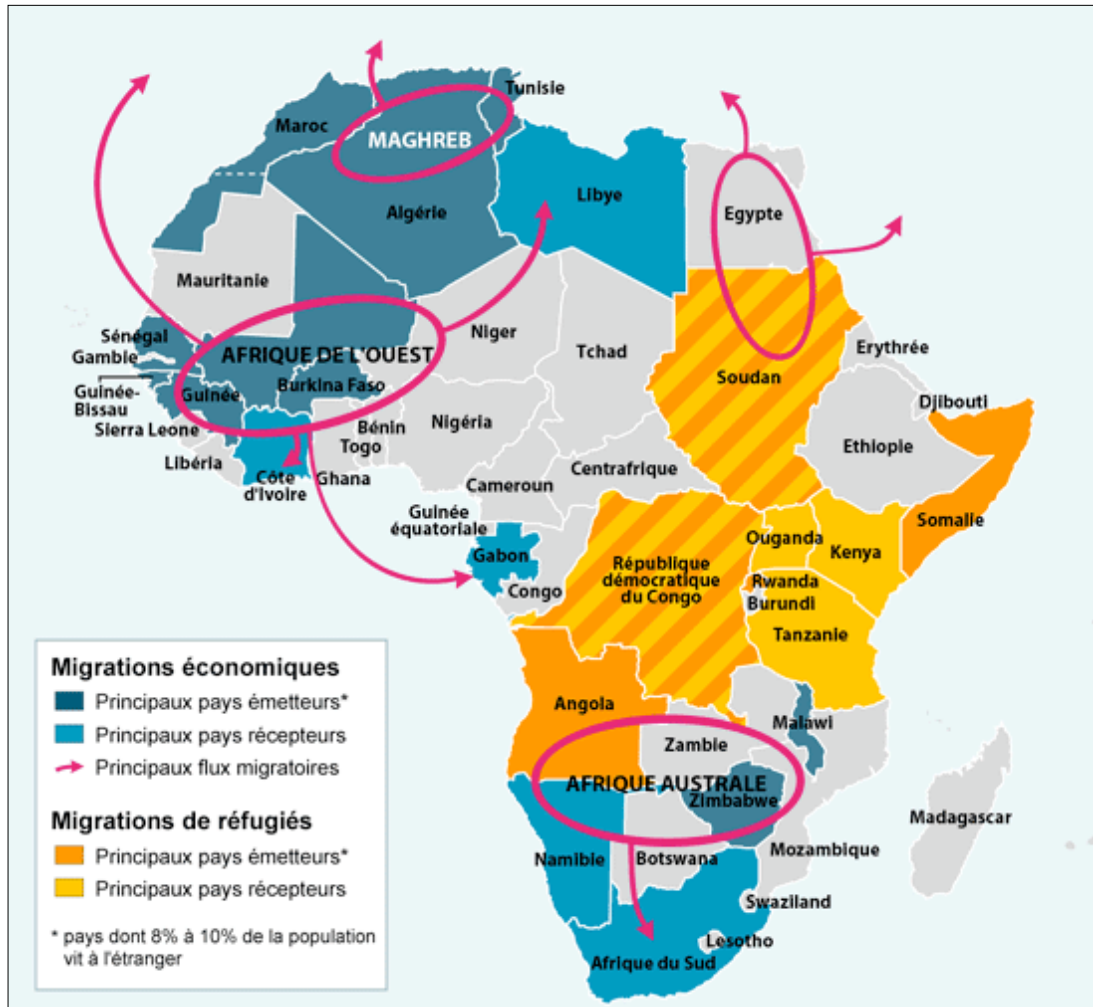 Tunisie
Maroc
MAGHREB
Libye
Egypte
Algérie
Mauritanie
Niger
Tchad
Soudan
Erythrée
Sénégal
Gambie
AFRIQUE DE L'OUEST
Burkina Faso
Guinée-
Bissau
Guinée
Djibouti
Sierra Leone
Bénin
Togo
Nigéria
Ethiopie
Libéria
Côte
d'Ivoire
Ghana
Centrafrique
Cameroun
Somalie
Guinée
équatoriale
Ouganda
Kenya
Gabon
République
démocratique
du Congo
Congo
Rwanda
Burundi
Tanzanie
Migrations économiques
Principaux pays émetteurs*
Principaux pays récepteurs
Principaux flux migratoires
Migrations de réfugiés
Principaux pays émetteurs*
Principaux pays récepteurs
* pays dont 8% à 10% de la population
vit à l'étranger
Angola
Malawi
Zambie
AFRIQUE AUSTRALE
Zimbabwe
Madagascar
Namibie
Botswana
Mozambique
Swaziland
Lesotho
Afrique du Sud